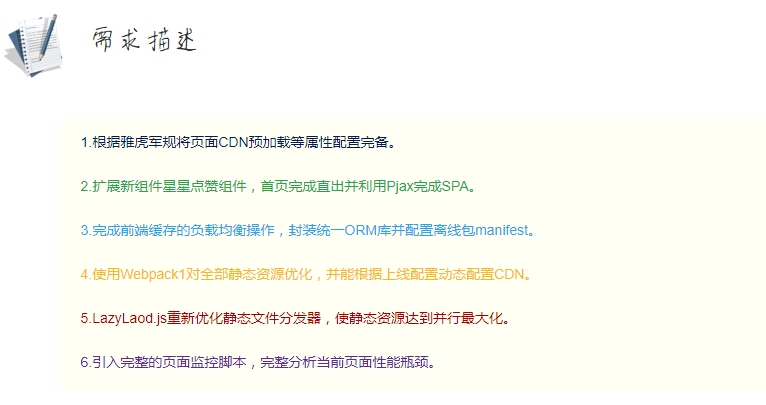 需求描述
1.根据雅虎军规将页面CDN预加载等属性配置完备。
2.扩展新组件星星点赞组件，首页完成直出并利用Pjax完成SPA。
3.完成前端缓存的负载均衡操作，封装统一ORM库并配置离线包manifest。
4.使用Webpack1对全部静态资源优化，并能根据上线配置动态配置CDN。
5.LazyLaod.js重新优化静态文件分发器，使静态资源达到并行最大化。
6.引入完整的页面监控脚本，完整分析当前页面性能瓶颈。